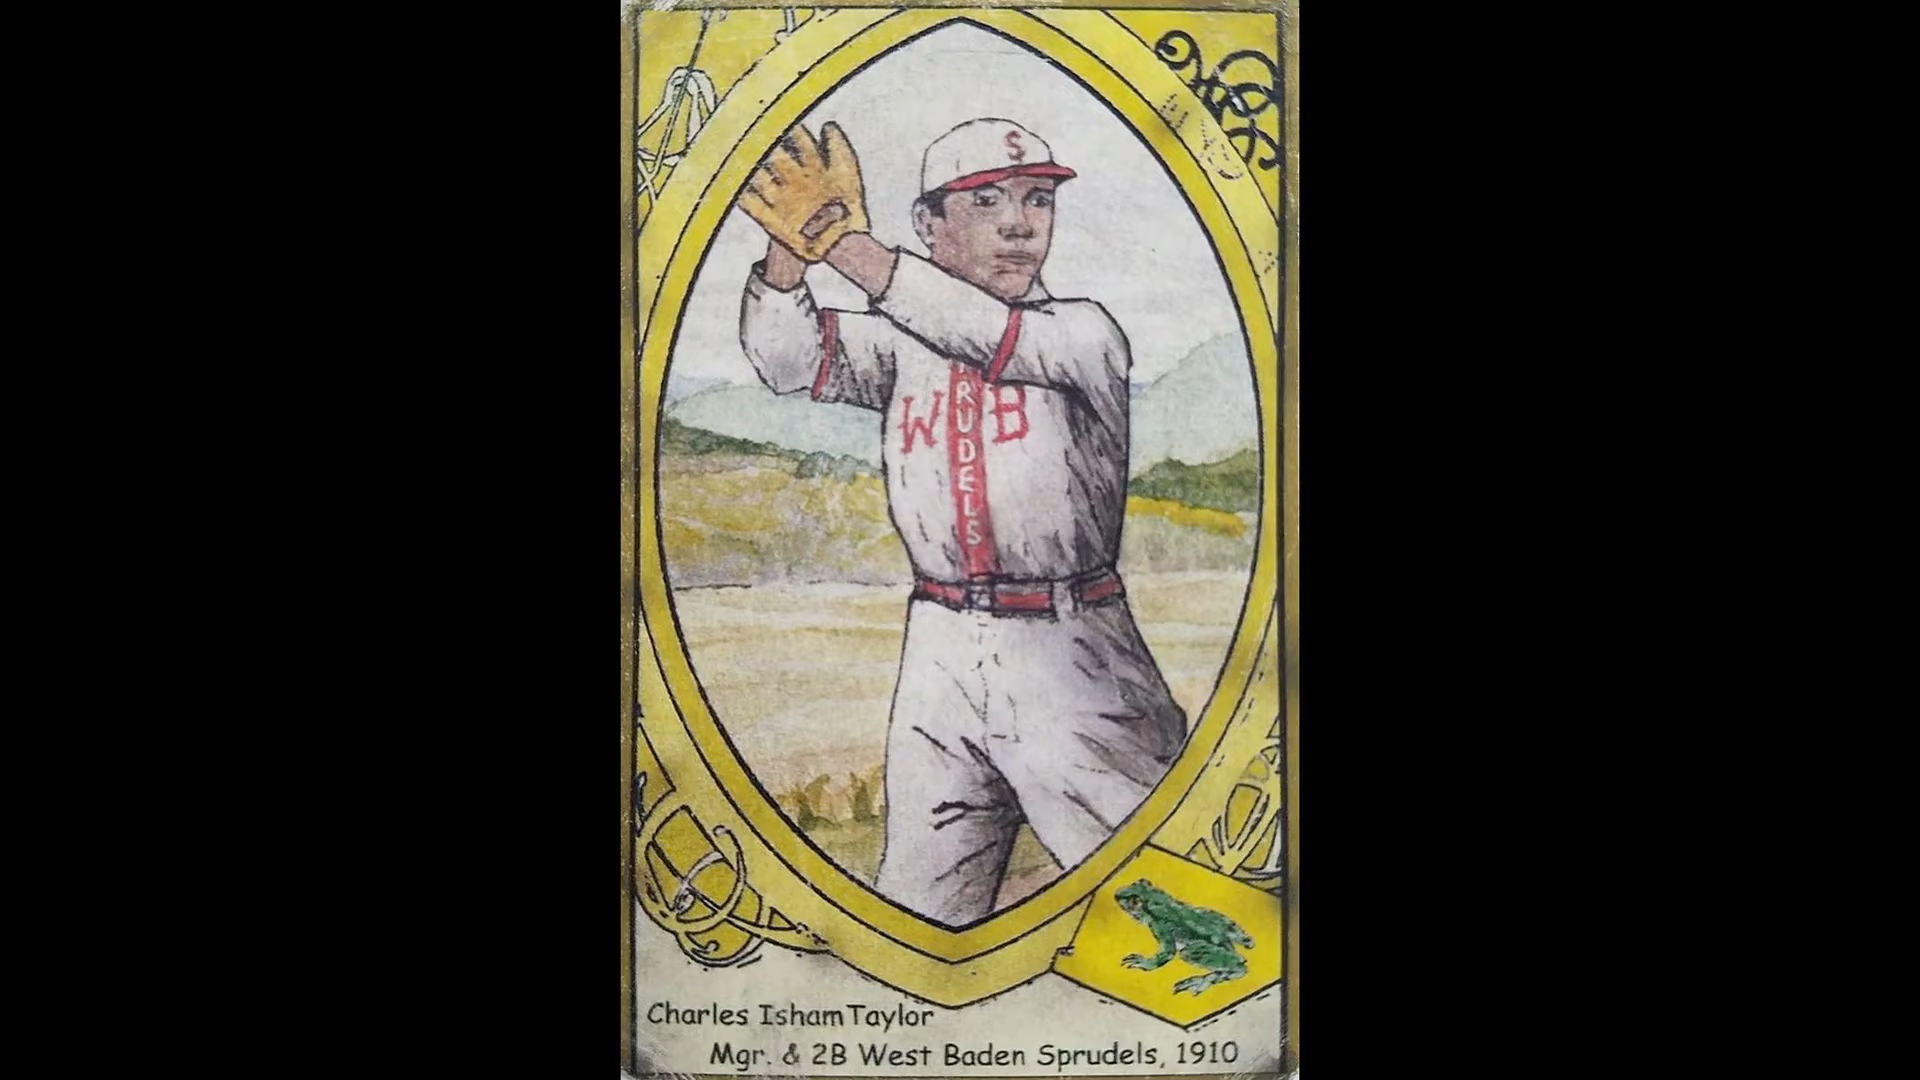 S
W B
RUDELS
Charles Isham Taylor
Mgr. & 2B West Baden Sprudels, 1910